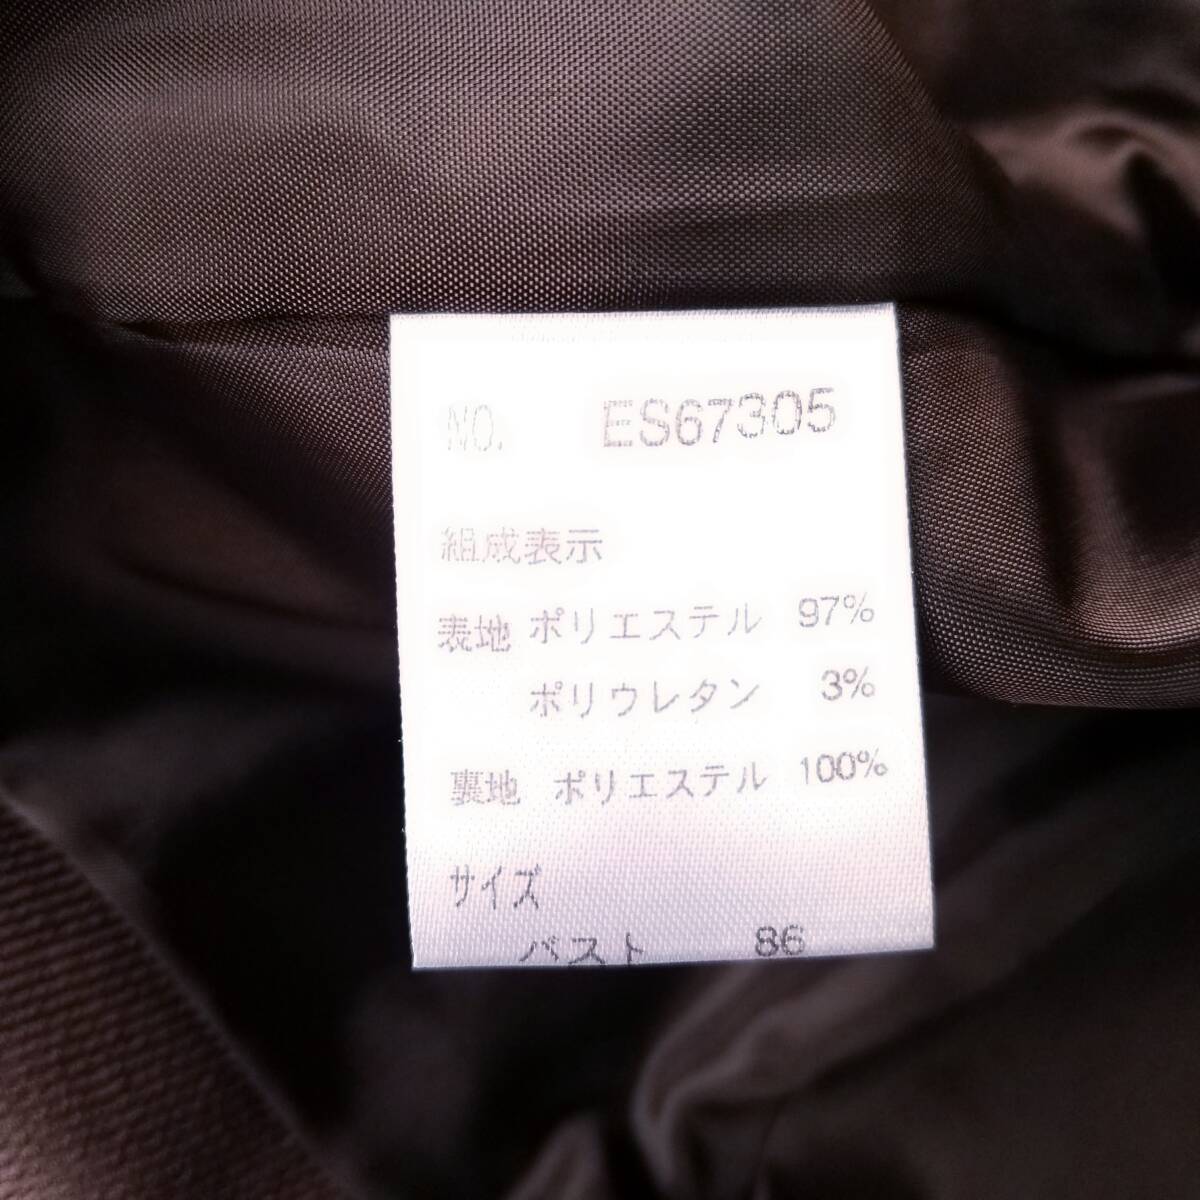 NO. ES67305
組成表示
表地 ポリエステル 97%
ポリウレタン 3%
裏地 ポリエステル 100%
サイズ
バスト 86